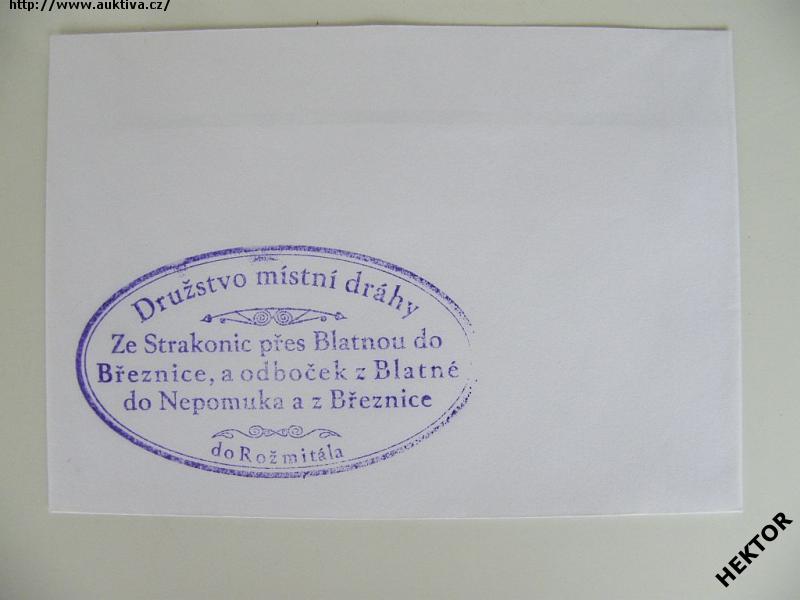 http://www.auktiva.cz/
Družstvo místní dráhy
Ze Strakonic přes Blatnou do
Březnice, a odboček z Blatné
do Nepomuka a z Březnice
do Rožmitála
HEKTOR